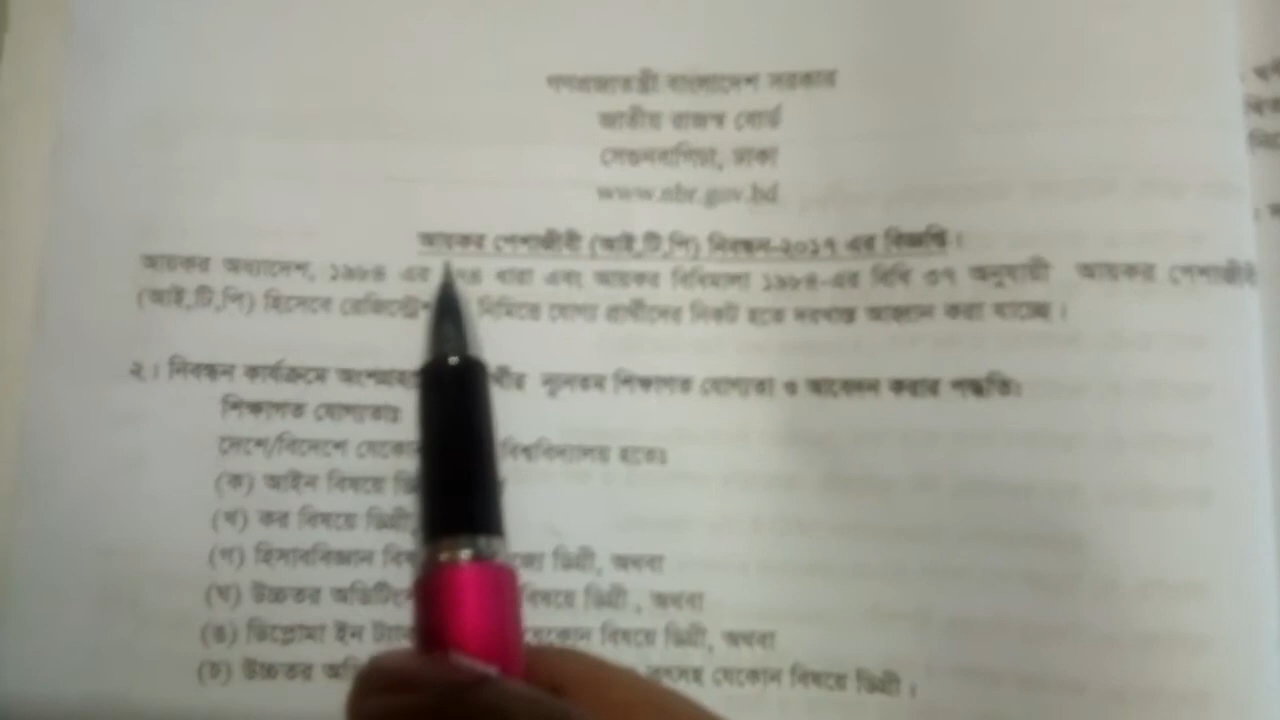 গণপ্রজাতন্ত্রী বাংলাদেশ সরকার
জাতীয় রাজস্ব বোর্ড
সেগুনবাগিচা, ঢাকা
www.nbr.gov.bd
আয়কর পেশাজীবী (আই,টি,পি) নিবন্ধন-২০১৭ এর বিজ্ঞপ্তি।
আয়কর অধ্যাদেশ, ১৯৮৪ এর ধারা এবং আয়কর বিধিমালা ১৯৮৪-এর বিধি ৩৭ অনুযায়ী আয়কর পেশাজীবী
(আই,টি,পি) হিসেবে নিমিত্তে যোগ্য প্রার্থীদের নিকট হতে দরখাস্ত আহ্বান করা যাচ্ছে।
২। নিবন্ধন কার্যক্রমে ন্যূনতম শিক্ষাগত যোগ্যতা ও আবেদন করার পদ্ধতি:
শিক্ষাগত যোগ্যতাঃ
দেশে/বিদেশে বিশ্ববিদ্যালয় হতেঃ
(ক) আইন বিষয়ে
(খ) কর বিষয়ে ডিগ্রী
(গ) হিসাববিজ্ঞান ডিগ্রী, অথবা
(ঘ) উচ্চতর বিষয়ে ডিগ্রী, অথবা
(ঙ) ডিপ্লোমা ইন যেকোন বিষয়ে ডিগ্রী, অথবা
(চ) উচ্চতর যেকোন বিষয়ে ডিগ্রী।